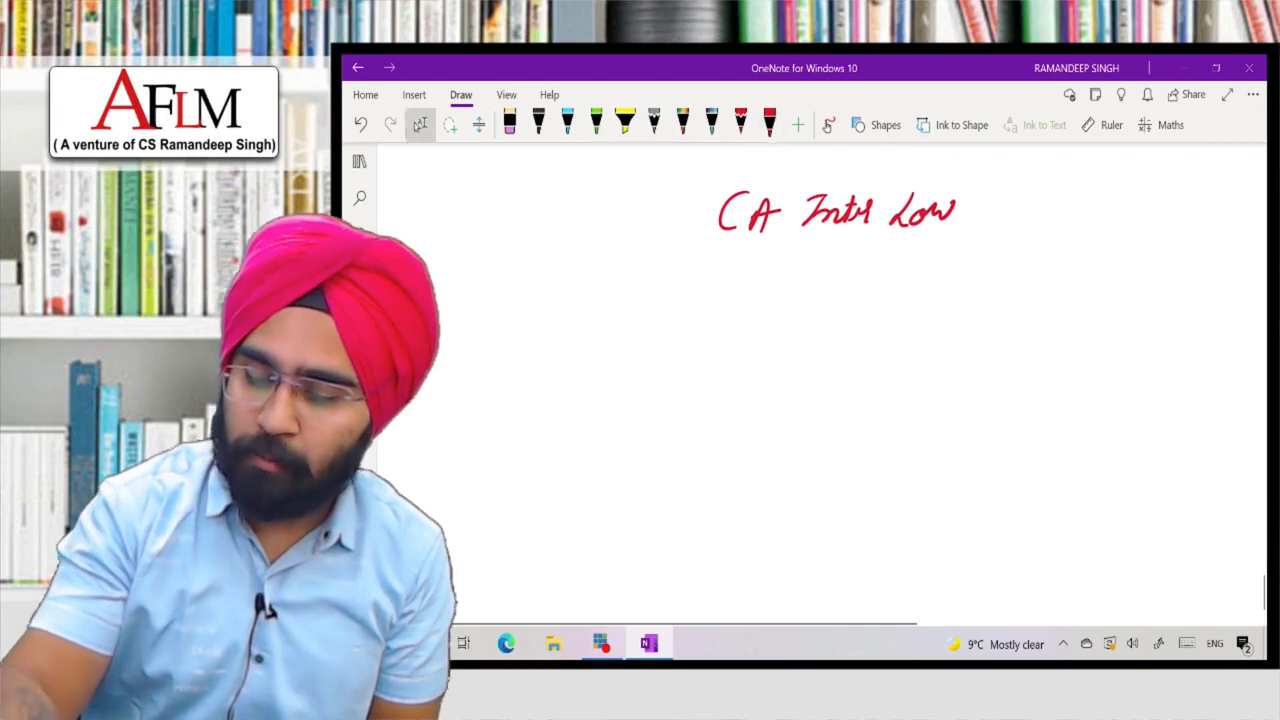 AFLM
( A venture of CS Ramandeep Singh)
OneNote for Windows 10
RAMANDEEP SINGH
Home Insert Draw View Help
Share
Shapes
Ink to Shape
Ink to Text
Ruler
Maths
CA Inter Law
9°C Mostly clear
ENG
2